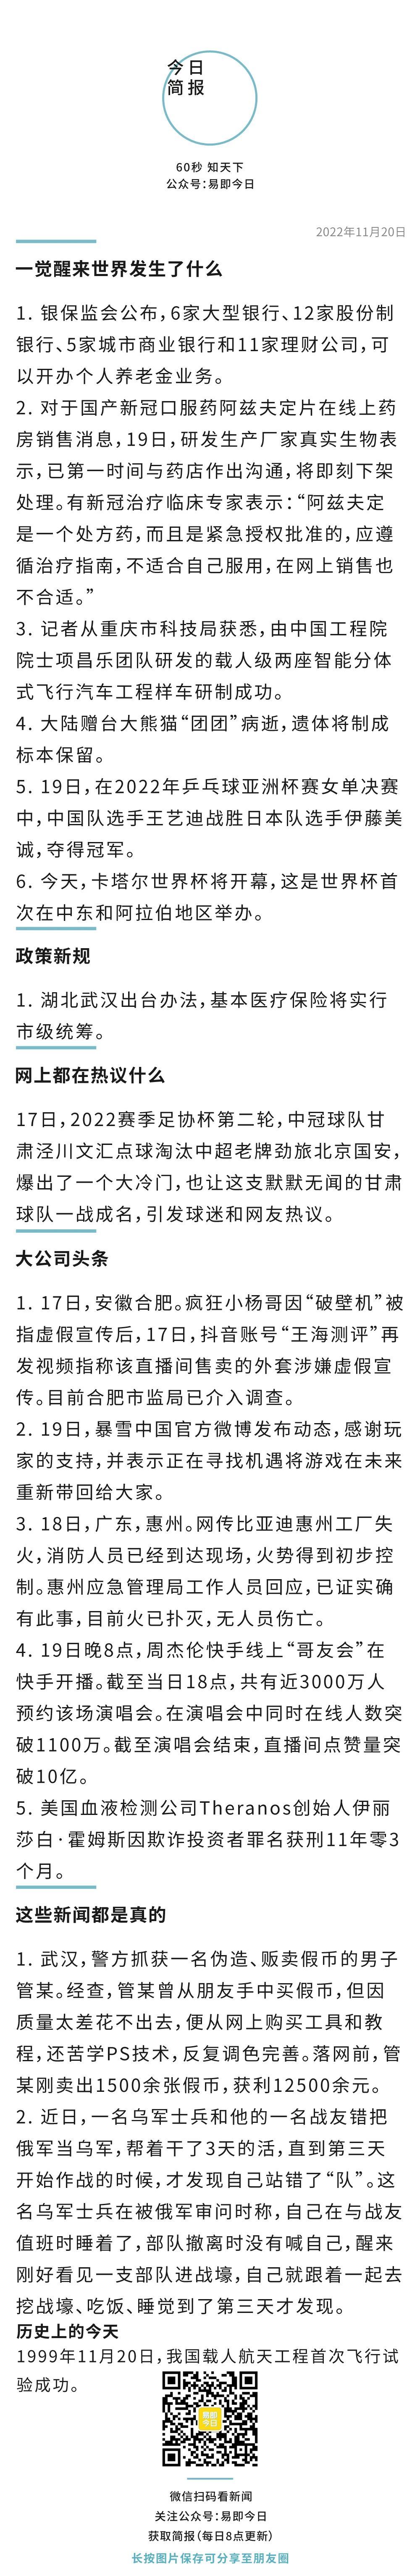 今日
简报
60秒 知天下
公众号：易即今日
2022年11月20日
一觉醒来世界发生了什么
1. 银保监会公布，6家大型银行、12家股份制
银行、5家城市商业银行和11家理财公司，可
以开办个人养老金业务。
2. 对于国产新冠口服药阿兹夫定片在线上药
房销售消息，19日，研发生产厂家真实生物表
示，已第一时间与药店作出沟通，将即刻下架
处理。有新冠治疗临床专家表示：“阿兹夫定
是一个处方药，而且是紧急授权批准的，应遵
循治疗指南，不适合自己服用，在网上销售也
不合适。”
3. 记者从重庆市科技局获悉，由中国工程院
院士项昌乐团队研发的载人级两座智能分体
式飞行汽车工程样车研制成功。
4. 大陆赠台大熊猫“团团”病逝，遗体将制成
标本保留。
5. 19日，在2022年乒乓球亚洲杯赛女单决赛
中，中国队选手王艺迪战胜日本队选手伊藤美
诚，夺得冠军。
6. 今天，卡塔尔世界杯将开幕，这是世界杯首
次在中东和阿拉伯地区举办。
政策新规
1. 湖北武汉出台办法，基本医疗保险将实行
市级统筹。
网上都在热议什么
17日，2022赛季足协杯第二轮，中冠球队甘
肃泾川文汇点球淘汰中超老牌劲旅北京国安，
爆出了一个大冷门，也让这支默默无闻的甘肃
球队一战成名，引发球迷和网友热议。
大公司头条
1. 17日，安徽合肥。疯狂小杨哥因“破壁机”被
指虚假宣传后，17日，抖音账号“王海测评”再
发视频指称该直播间售卖的外套涉嫌虚假宣
传。目前合肥市监局已介入调查。
2. 19日，暴雪中国官方微博发布动态，感谢玩
家的支持，并表示正在寻找机遇将游戏在未来
重新带回给大家。
3. 18日，广东，惠州。网传比亚迪惠州工厂失
火，消防人员已经到达现场，火势得到初步控
制。惠州应急管理局工作人员回应，已证实确
有此事，目前火已扑灭，无人员伤亡。
4. 19日晚8点，周杰伦快手线上“哥友会”在
快手开播。截至当日18点，共有近3000万人
预约该场演唱会。在演唱会中同时在线人数突
破1100万。截至演唱会结束，直播间点赞量突
破10亿。
5. 美国血液检测公司Theranos创始人伊丽
莎白·霍姆斯因欺诈投资者罪名获刑11年零3
个月。
这些新闻都是真的
1. 武汉，警方抓获一名伪造、贩卖假币的男子
管某。经查，管某曾从朋友手中买假币，但因
质量太差花不出去，便从网上购买工具和教
程，还苦学PS技术，反复调色完善。落网前，管
某刚卖出1500余张假币，获利12500余元。
2. 近日，一名乌军士兵和他的一名战友错把
俄军当乌军，帮着干了3天的活，直到第三天
开始作战的时候，才发现自己站错了“队”。这
名乌军士兵在被俄军审问时称，自己在与战友
值班时睡着了，部队撤离时没有喊自己，醒来
刚好看见一支部队进战壕，自己就跟着一起去
挖战壕、吃饭、睡觉到了第三天才发现。
历史上的今天
1999年11月20日，我国载人航天工程首次飞行试
验成功。
易即
今日
微信扫码看新闻
关注公众号：易即今日
获取简报（每日8点更新）
长按图片保存可分享至朋友圈